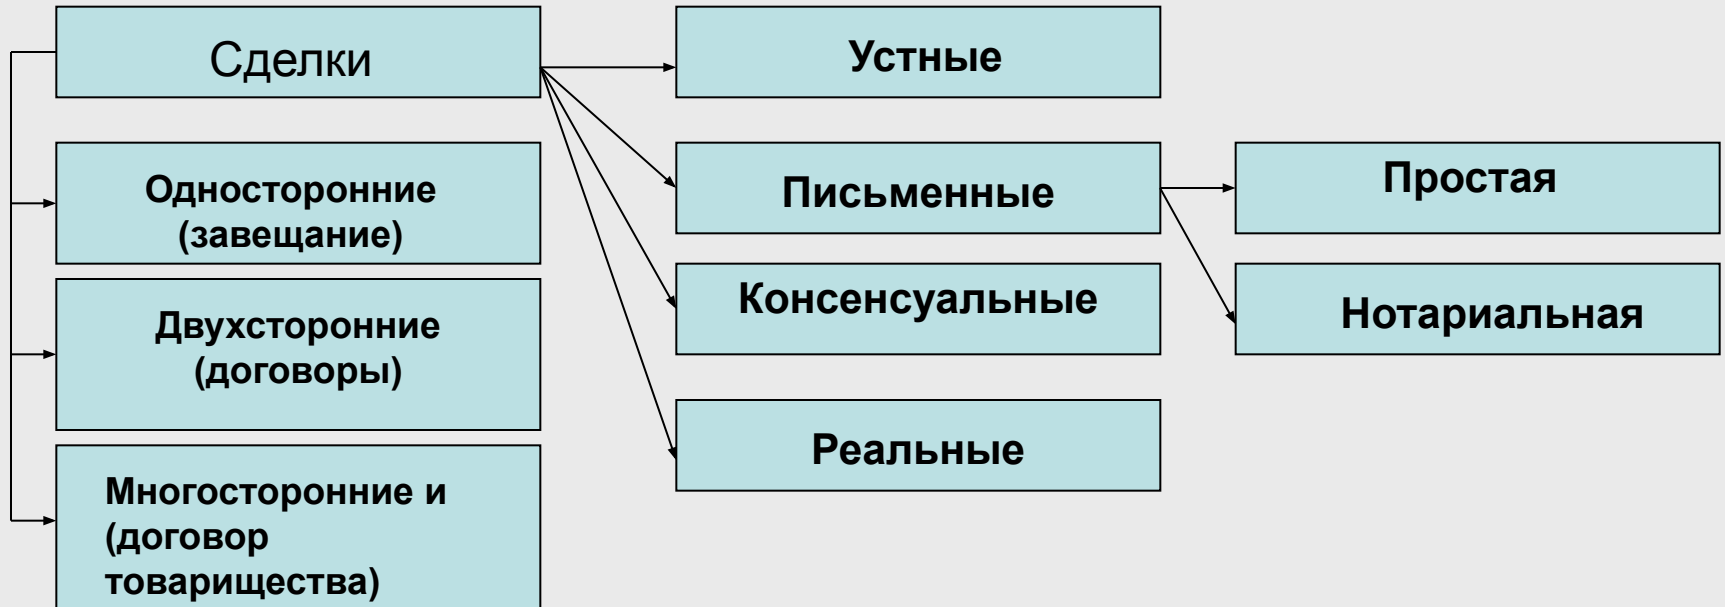 Сделки
Односторонние
(завещание)
Двухсторонние
(договоры)
Многосторонние и
(договор
товарищества)
Устные
Письменные
Консенсуальные
Реальные
Простая
Нотариальная